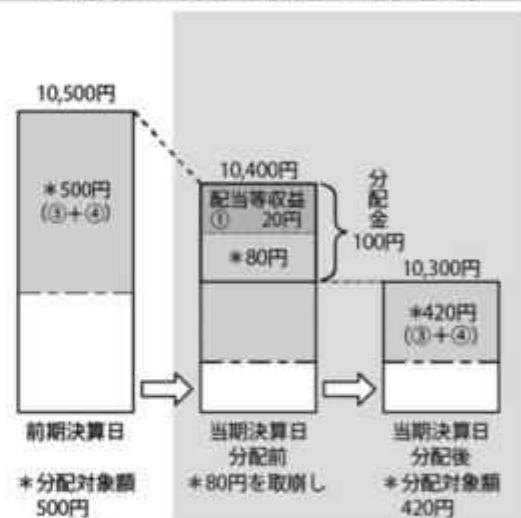 10,500円
＊500円
(③＋④)
10,400円
配当等収益
① 20円
＊80円
分配金
100円
10,300円
＊420円
(③＋④)
前期決算日
当期決算日
分配前
当期決算日
分配後
＊分配対象額
500円
＊80円を取崩し
＊分配対象額
420円